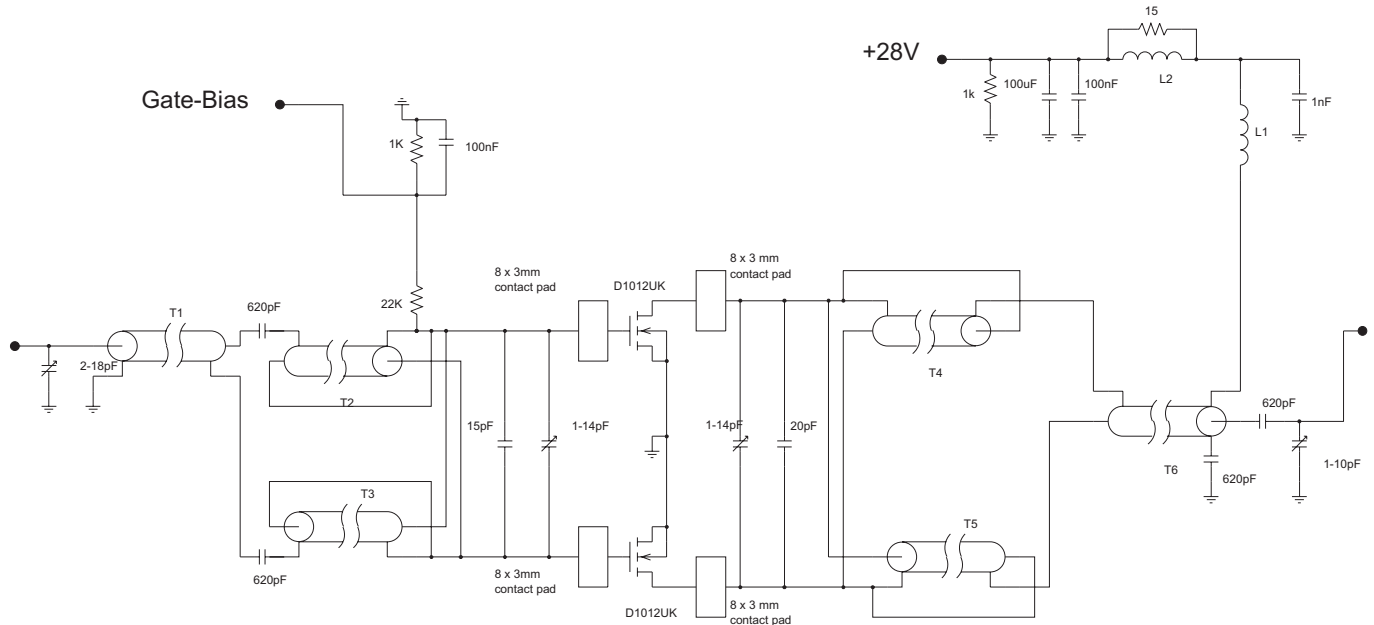 15
+28V
L2
100uF
100nF
1k
1nF
Gate-Bias
L1
1K
100nF
8 x 3 mm
contact pad
8 x 3mm
contact pad
D1012UK
22K
620pF
T1
2-18pF
T4
T2
620pF
15pF
1-14pF
1-14pF
20pF
1-10pF
T6
620pF
T3
T5
620pF
8 x 3mm
contact pad
8 x 3 mm
contact pad
D1012UK